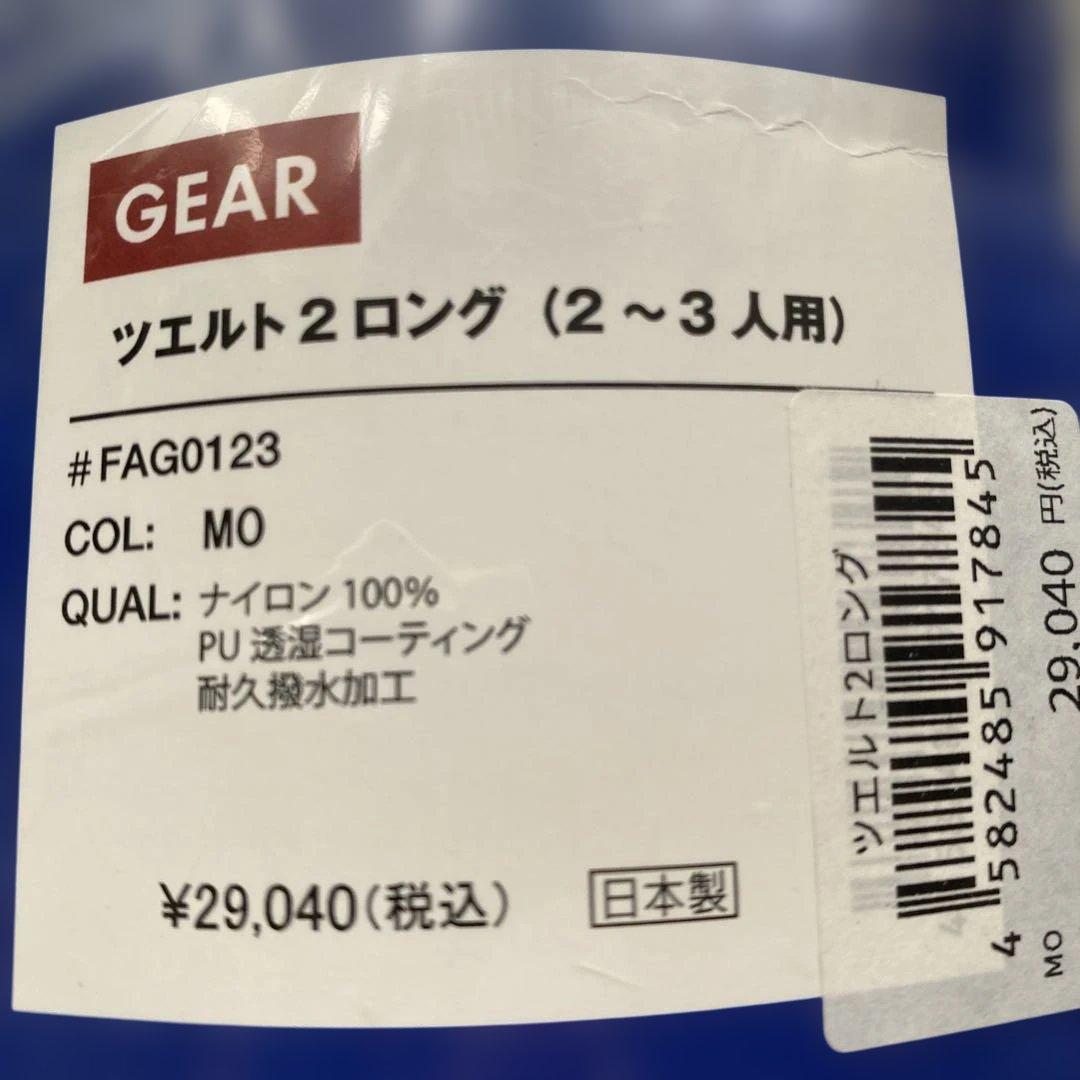 GEAR
ツエルト2ロング（2～3人用）
#FAG0123
COL: MO
QUAL: ナイロン 100%
PU 透湿コーティング
耐久撥水加工
¥29,040(税込)
日本製
ツエルト2ロング
4 582485 917845
MO 29,040 円(税込)